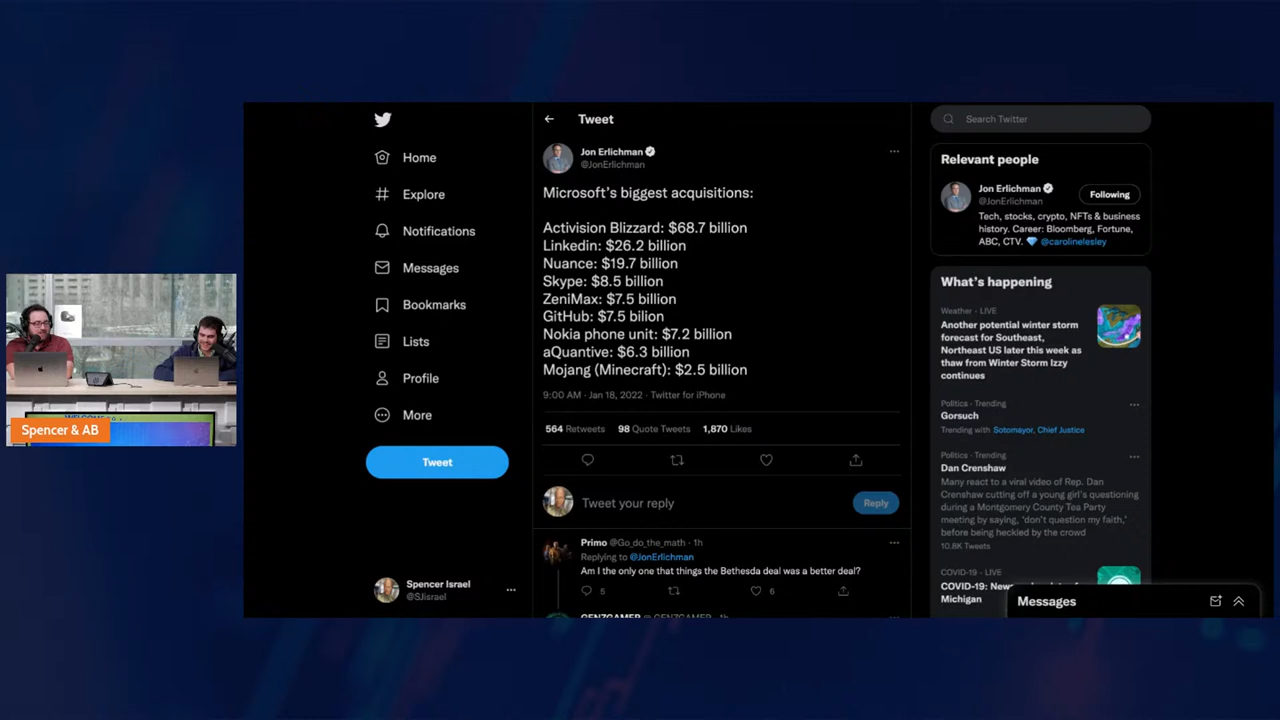 Home
Explore
Notifications
Messages
Bookmarks
Lists
Profile
More
Tweet
Spencer Israel
@SJisrael
Tweet
Jon Erlichman
@JonErlichman
Microsoft's biggest acquisitions:
Activision Blizzard: $68.7 billion
Linkedin: $26.2 billion
Nuance: $19.7 billion
Skype: $8.5 billion
ZeniMax: $7.5 billion
GitHub: $7.5 billion
Nokia phone unit: $7.2 billion
aQuantive: $6.3 billion
Mojang (Minecraft): $2.5 billion
9:00 AM · Jan 18, 2022 · Twitter for iPhone
564 Retweets 98 Quote Tweets 1,870 Likes
Tweet your reply
Reply
Primo @Go_do_the_math · 1h
Replying to @JonErlichman
Am I the only one that things the Bethesda deal was a better deal?
5
6
Search Twitter
Relevant people
Jon Erlichman
@JonErlichman
Following
Tech, stocks, crypto, NFTs & business
history. Career: Bloomberg, Fortune,
ABC, CTV. 💎 @carolinelesley
What's happening
Weather · LIVE
Another potential winter storm
forecast for Southeast,
Northeast US later this week as
thaw from Winter Storm Izzy
continues
Politics · Trending
Gorsuch
Trending with Sotomayor, Chief Justice
Politics · Trending
Dan Crenshaw
Many react to a viral video of Rep. Dan
Crenshaw cutting off a young girl's questioning
during a Montgomery County Tea Party
meeting by saying, 'don't question my faith,'
before being heckled by the crowd
10.8K Tweets
COVID-19 · LIVE
COVID-19:
Michigan
Messages
Spencer & AB